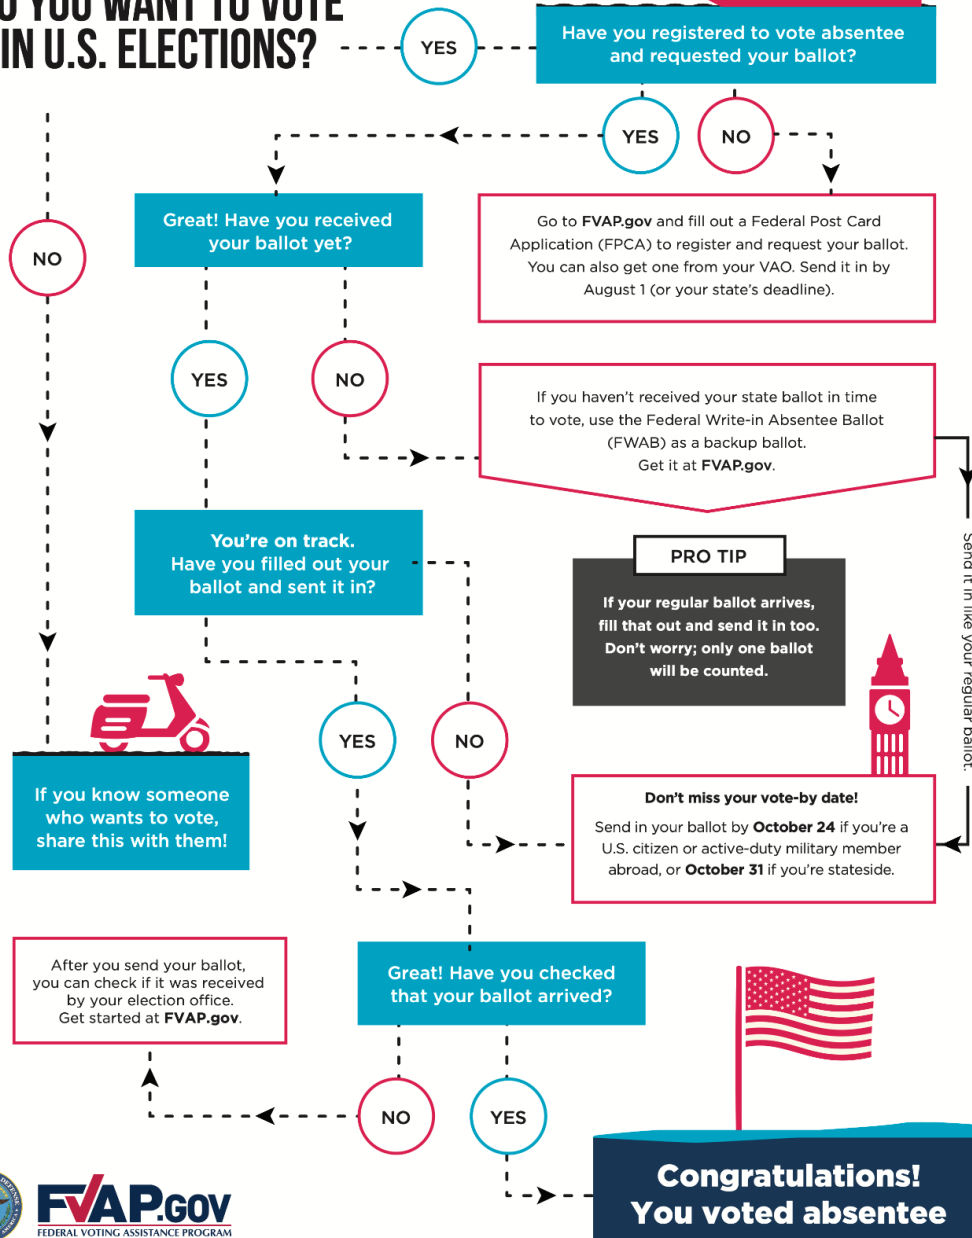 O YOU WANT TO VOTE
IN U.S. ELECTIONS?
YES
Have you registered to vote absentee
and requested your ballot?
YES
NO
Go to FVAP.gov and fill out a Federal Post Card
Application (FPCA) to register and request your ballot.
You can also get one from your VAO. Send it in by
August 1 (or your state's deadline).
Great! Have you received
your ballot yet?
NO
YES
NO
If you haven't received your state ballot in time
to vote, use the Federal Write-in Absentee Ballot
(FWAB) as a backup ballot.
Get it at FVAP.gov.
Send it in like your regular ballot.
You're on track.
Have you filled out your
ballot and sent it in?
PRO TIP
If your regular ballot arrives,
fill that out and send it in too.
Don't worry; only one ballot
will be counted.
YES
NO
If you know someone
who wants to vote,
share this with them!
Don't miss your vote-by date!
Send in your ballot by October 24 if you're a
U.S. citizen or active-duty military member
abroad, or October 31 if you're stateside.
Great! Have you checked
that your ballot arrived?
After you send your ballot,
you can check if it was received
by your election office.
Get started at FVAP.gov.
NO
YES
Congratulations!
You voted absentee
FVAP.GOV
FEDERAL VOTING ASSISTANCE PROGRAM